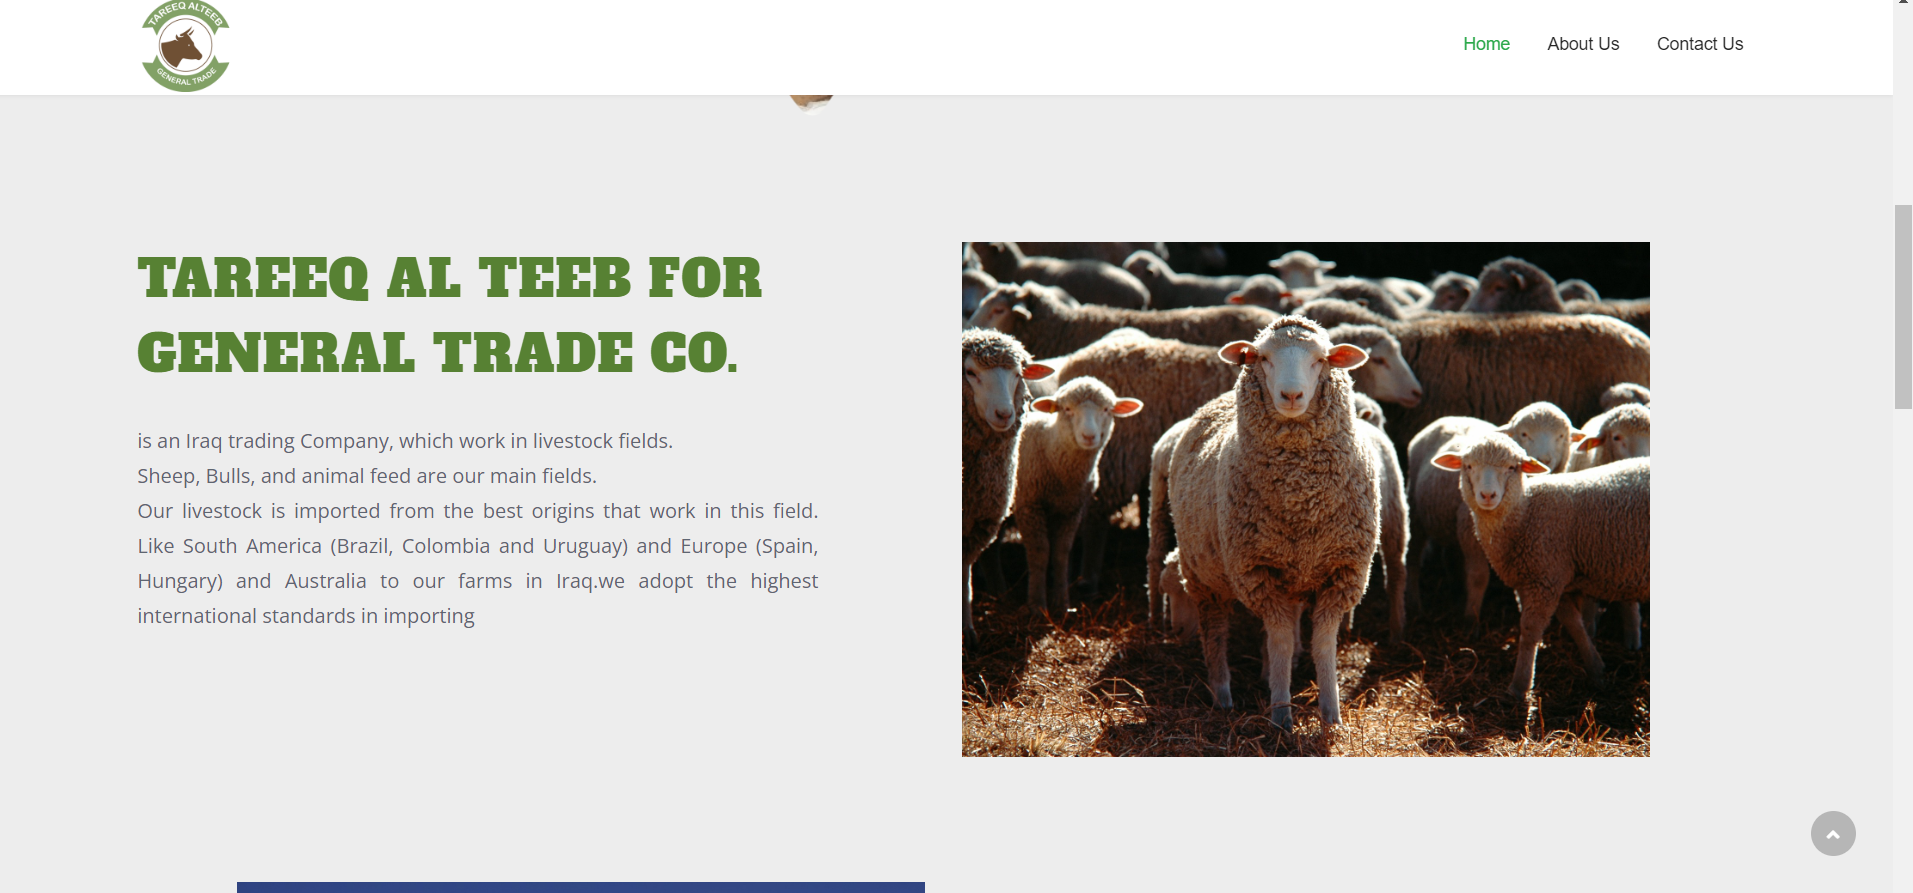 TAREEQ ALTEEB
GENERAL TRADE
Home
About Us
Contact Us
TAREEQ AL TEEB FOR
GENERAL TRADE CO.
is an Iraq trading Company, which work in livestock fields.
Sheep, Bulls, and animal feed are our main fields.
Our livestock is imported from the best origins that work in this field.
Like South America (Brazil, Colombia and Uruguay) and Europe (Spain,
Hungary) and Australia to our farms in Iraq.we adopt the highest
international standards in importing